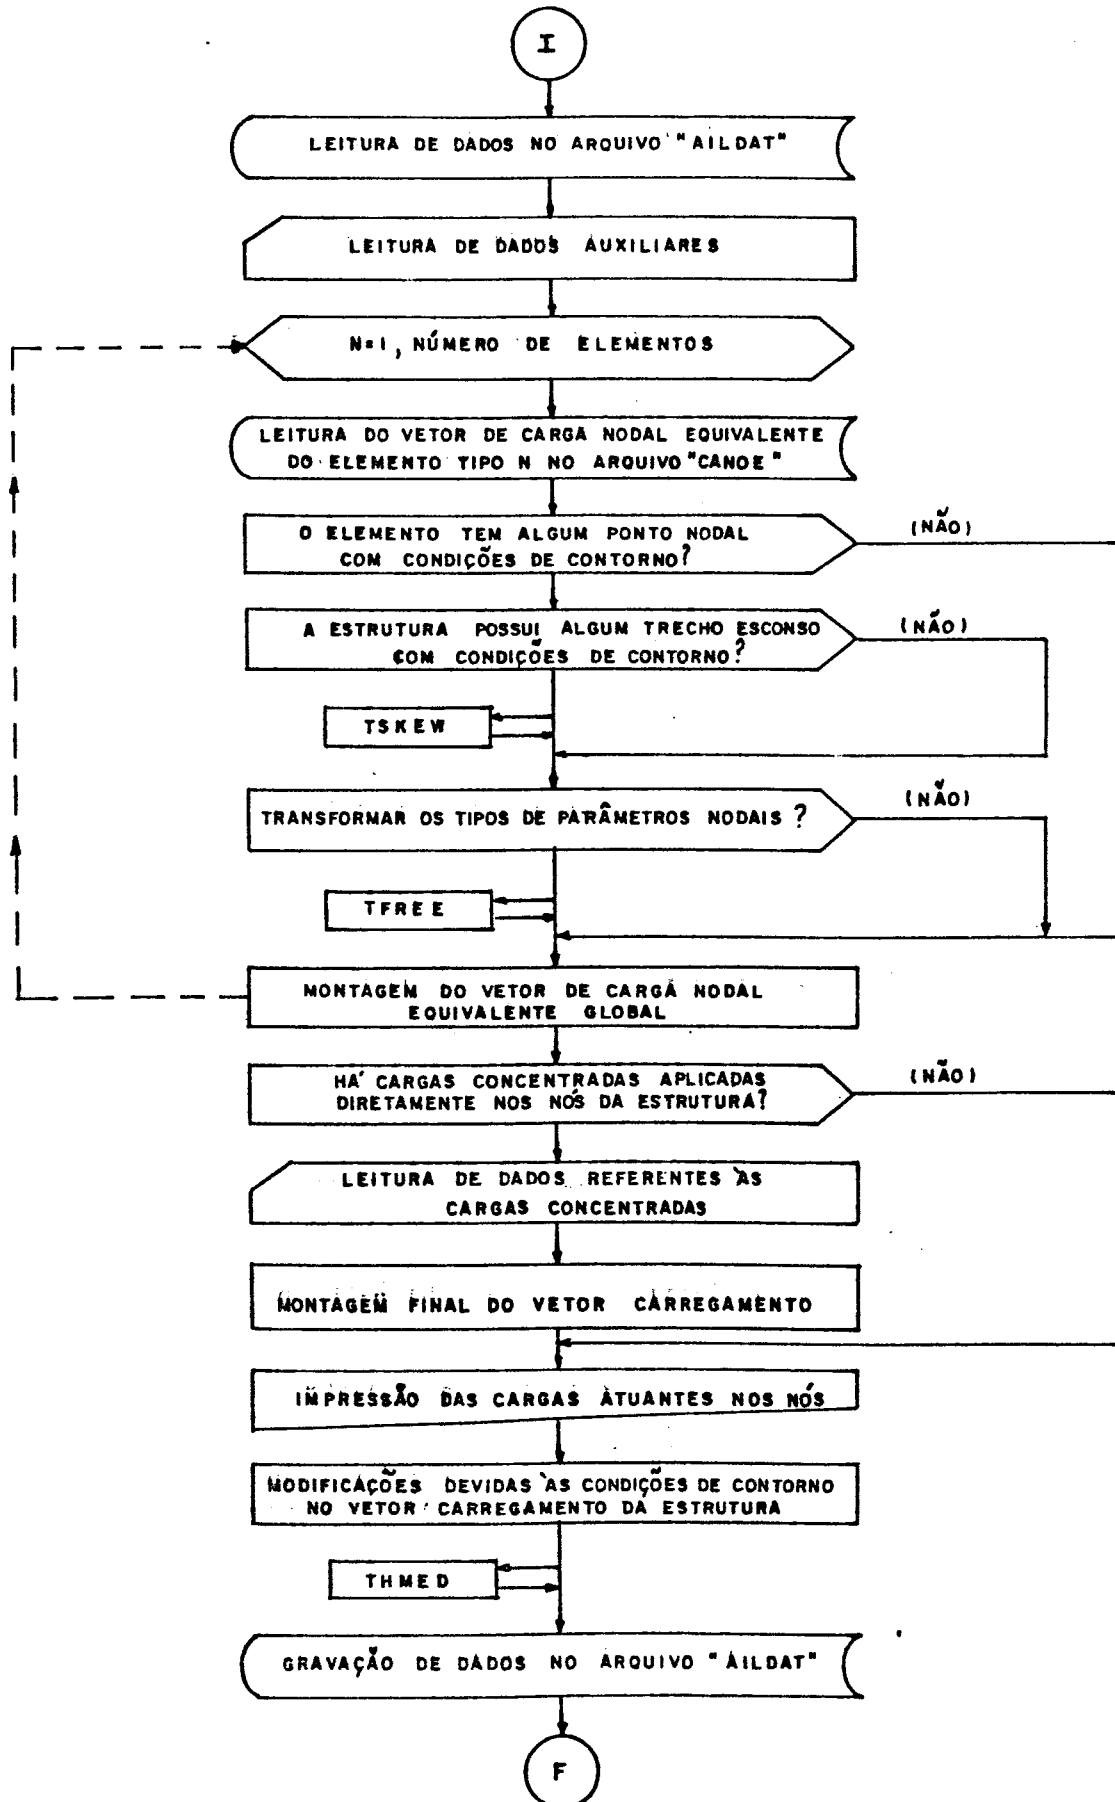 I
LEITURA DE DADOS NO ARQUIVO "AILDAT"
LEITURA DE DADOS AUXILIARES
N=1, NÚMERO DE ELEMENTOS
LEITURA DO VETOR DE CARGA NODAL EQUIVALENTE
DO ELEMENTO TIPO N NO ARQUIVO "CANOE"
O ELEMENTO TEM ALGUM PONTO NODAL
COM CONDIÇÕES DE CONTORNO?
(NÃO)
A ESTRUTURA POSSUI ALGUM TRECHO ESCONSO
COM CONDIÇÕES DE CONTORNO?
(NÃO)
TSKEW
TRANSFORMAR OS TIPOS DE PARÂMETROS NODAIS ?
(NÃO)
TFREE
MONTAGEM DO VETOR DE CARGA NODAL
EQUIVALENTE GLOBAL
HÁ CARGAS CONCENTRADAS APLICADAS
DIRETAMENTE NOS NÓS DA ESTRUTURA?
(NÃO)
LEITURA DE DADOS REFERENTES ÀS
CARGAS CONCENTRADAS
MONTAGEM FINAL DO VETOR CARREGAMENTO
IMPRESSÃO DAS CARGAS ATUANTES NOS NÓS
MODIFICAÇÕES DEVIDAS ÀS CONDIÇÕES DE CONTORNO
NO VETOR CARREGAMENTO DA ESTRUTURA
THMED
GRAVAÇÃO DE DADOS NO ARQUIVO "AILDAT"
F